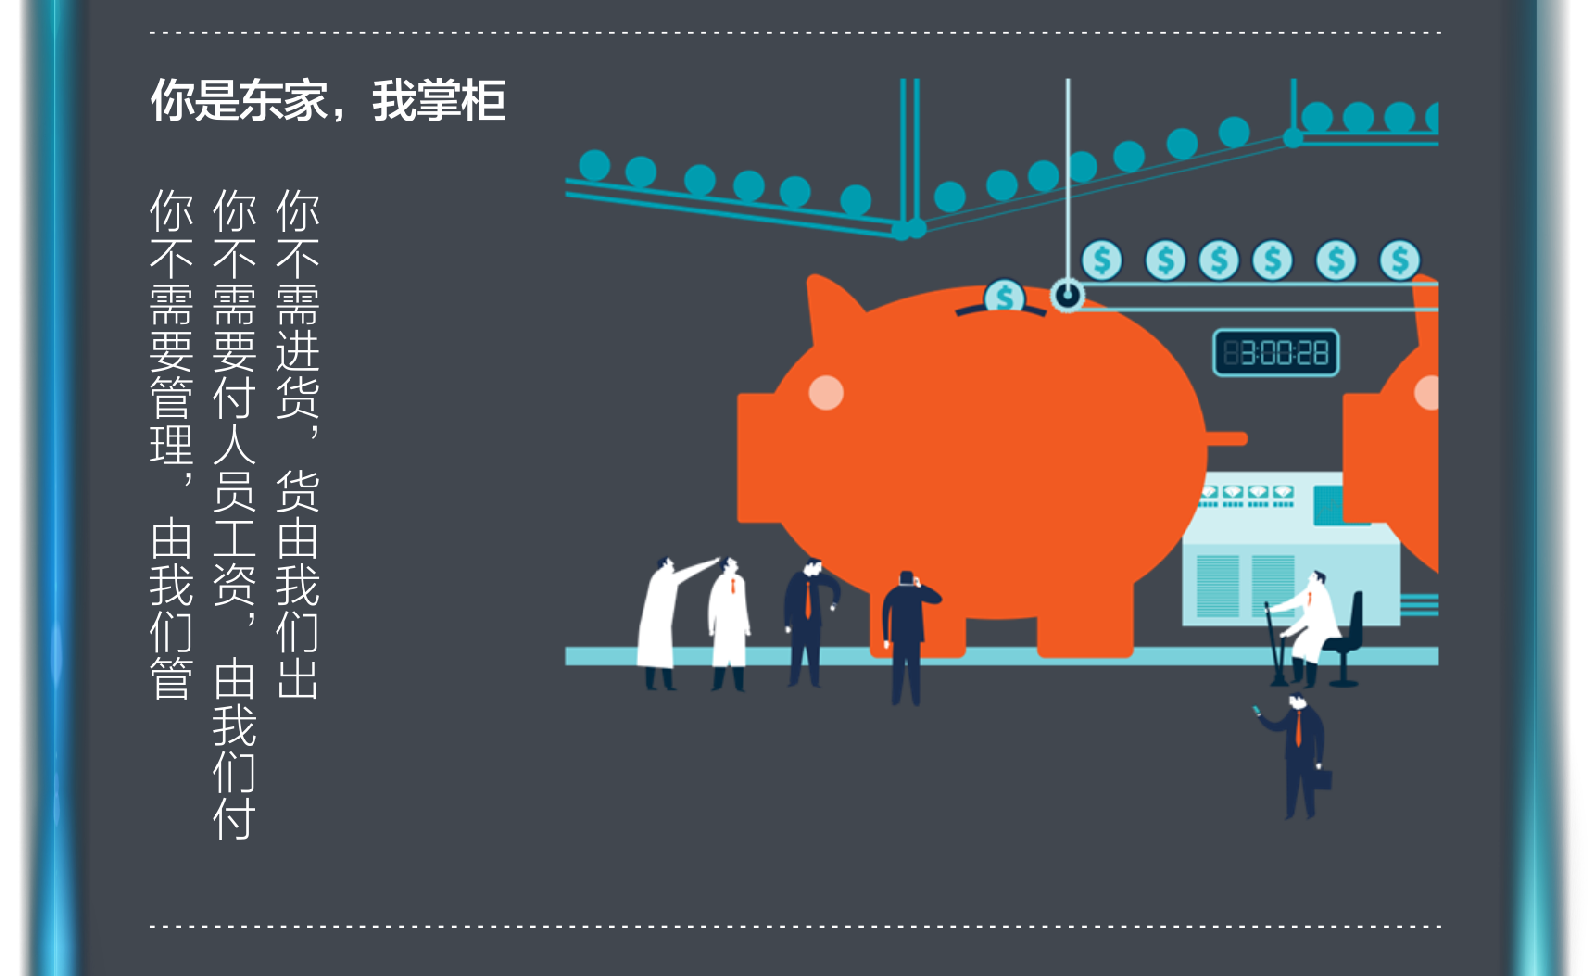 你是东家，我掌柜
你不需进货，货由我们出
你不需要付人员工资，由我们付
你不需要管理，由我们管
$
$ $ $ $ $ $
3:00:28